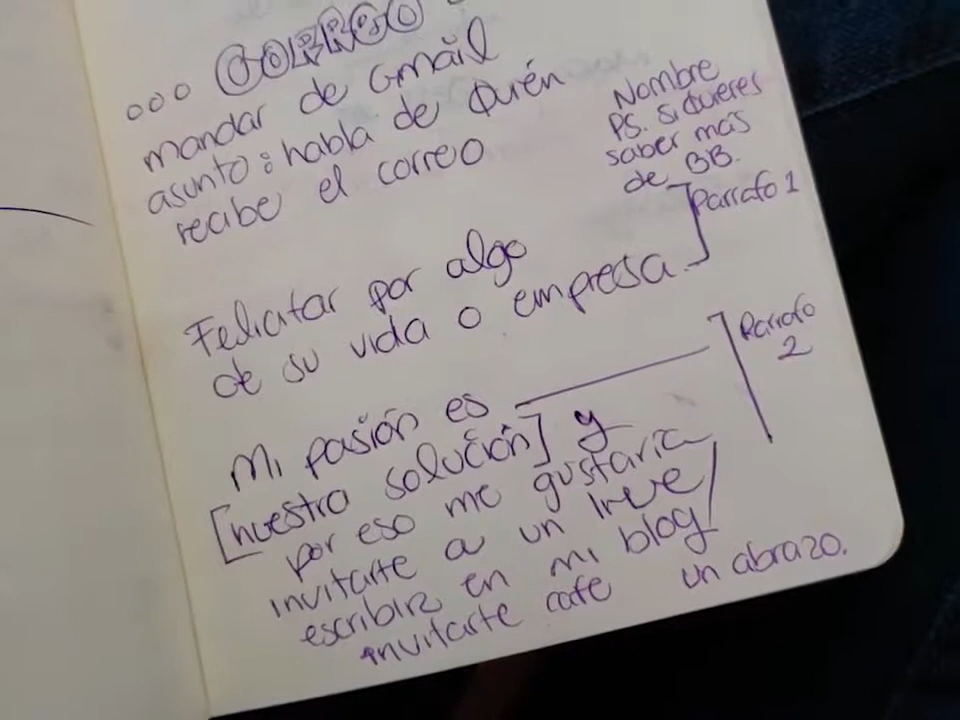 CORREO
mandar de Gmail
asunto: habla de Quién
recibe el correo
Nombre
PS. si Quieres
saber más
de BB.
Felicitar por algo
de su vida o empresa.
Parrafo 1
Mi pasión es
[nuestra solución] y
por eso me gustaría
invitarte a un live /
escribir en mi blog /
invitarte cafe un abrazo.
Parrafo
2